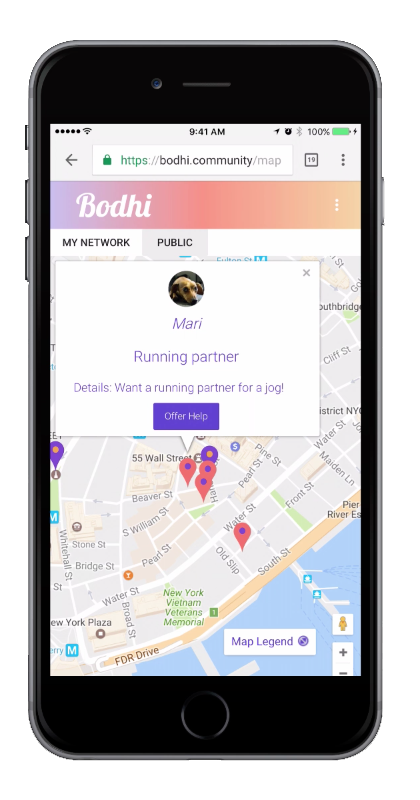 9:41 AM
100%
https://bodhi.community/map
19
Bodhi
MY NETWORK
PUBLIC
Fulton St
M
×
Mari
Running partner
Details: Want a running partner for a jog!
Offer Help
Cliff St
istrict NYC
Water St
55 Wall Street
Pine St
Pearl St
Maiden Ln
Beaver St
Front St
S William St
Water St
Pier
River Es
Stone St
Whitehall St
Bridge St
Pearl St
Old Slip
South St
Water St
Broad St
New York
Vietnam
Veterans
Memorial
ew York Plaza
rry M
FDR Drive
Map Legend
+
−